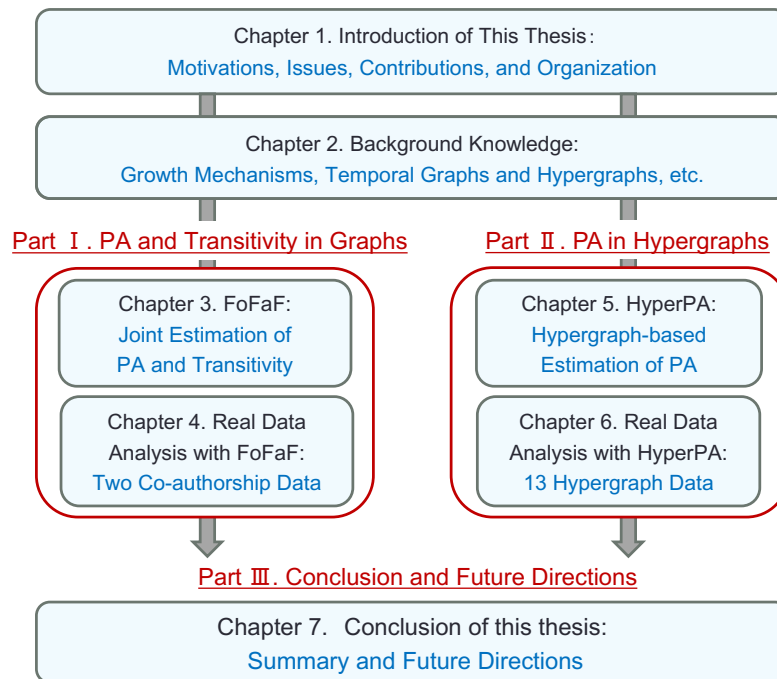 Chapter 1. Introduction of This Thesis:
Motivations, Issues, Contributions, and Organization
Chapter 2. Background Knowledge:
Growth Mechanisms, Temporal Graphs and Hypergraphs, etc.
Part Ⅰ. PA and Transitivity in Graphs
Chapter 3. FoFaF:
Joint Estimation of
PA and Transitivity
Chapter 4. Real Data
Analysis with FoFaF:
Two Co-authorship Data
Part Ⅱ. PA in Hypergraphs
Chapter 5. HyperPA:
Hypergraph-based
Estimation of PA
Chapter 6. Real Data
Analysis with HyperPA:
13 Hypergraph Data
Part Ⅲ. Conclusion and Future Directions
Chapter 7. Conclusion of this thesis:
Summary and Future Directions